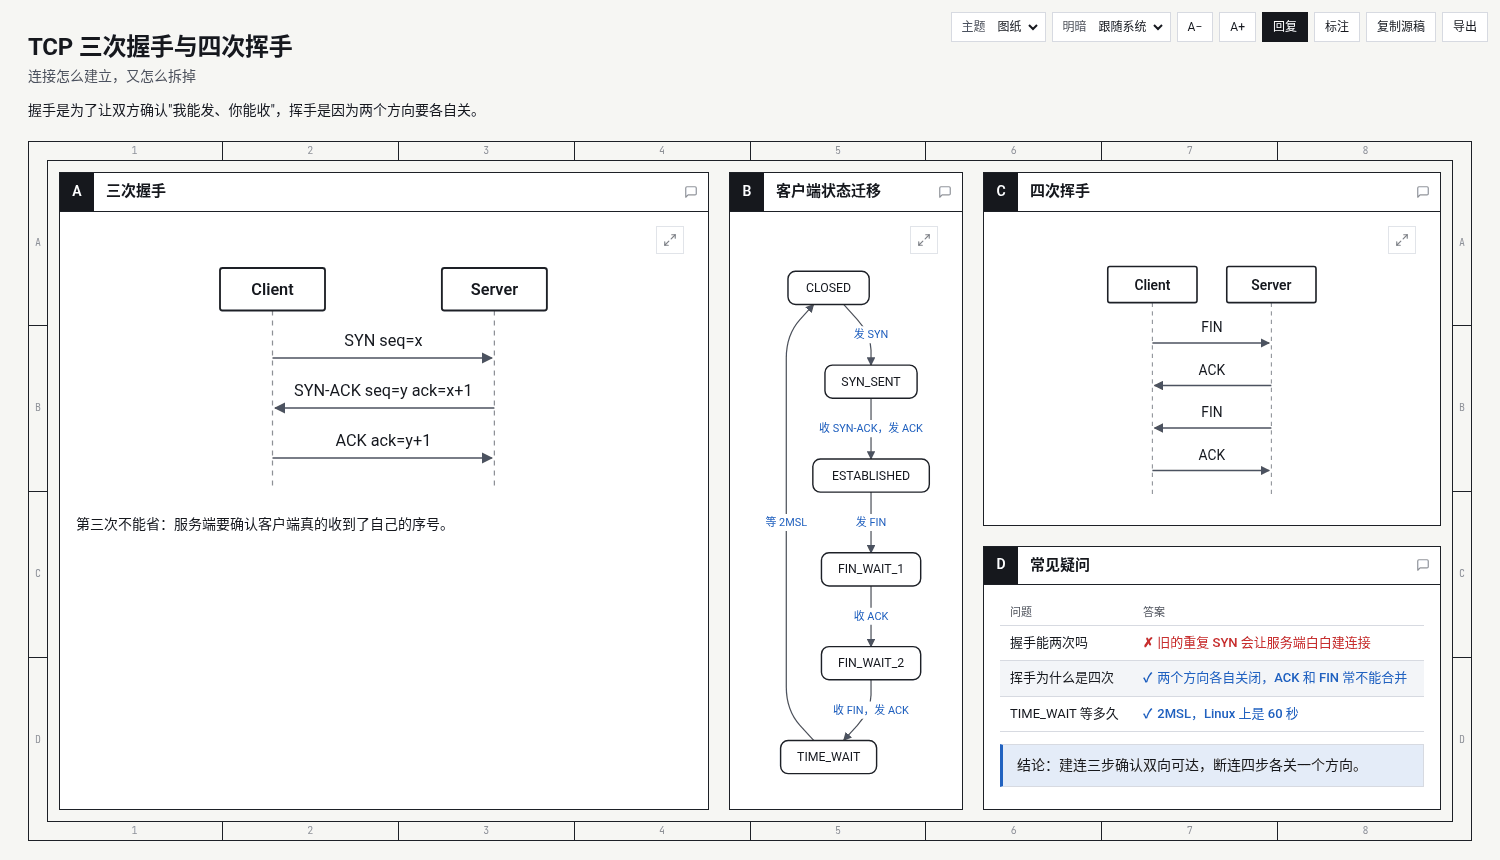 主题 图纸
明暗 跟随系统
A−
A+
回复
标注
复制源稿
导出
TCP 三次握手与四次挥手
连接怎么建立，又怎么拆掉
握手是为了让双方确认"我能发、你能收"，挥手是因为两个方向要各自关。
1 2 3 4 5 6 7 8
A
B
C
D
A 三次握手
Client Server
SYN seq=x
SYN-ACK seq=y ack=x+1
ACK ack=y+1
第三次不能省：服务端要确认客户端真的收到了自己的序号。
B 客户端状态迁移
CLOSED
发 SYN
SYN_SENT
收 SYN-ACK，发 ACK
ESTABLISHED
等 2MSL
发 FIN
FIN_WAIT_1
收 ACK
FIN_WAIT_2
收 FIN，发 ACK
TIME_WAIT
C 四次挥手
Client Server
FIN
ACK
FIN
ACK
D 常见疑问
问题 答案
握手能两次吗 ✗ 旧的重复 SYN 会让服务端白白建连接
挥手为什么是四次 ✓ 两个方向各自关闭，ACK 和 FIN 常不能合并
TIME_WAIT 等多久 ✓ 2MSL，Linux 上是 60 秒
结论：建连三步确认双向可达，断连四步各关一个方向。
A
B
C
D
1 2 3 4 5 6 7 8